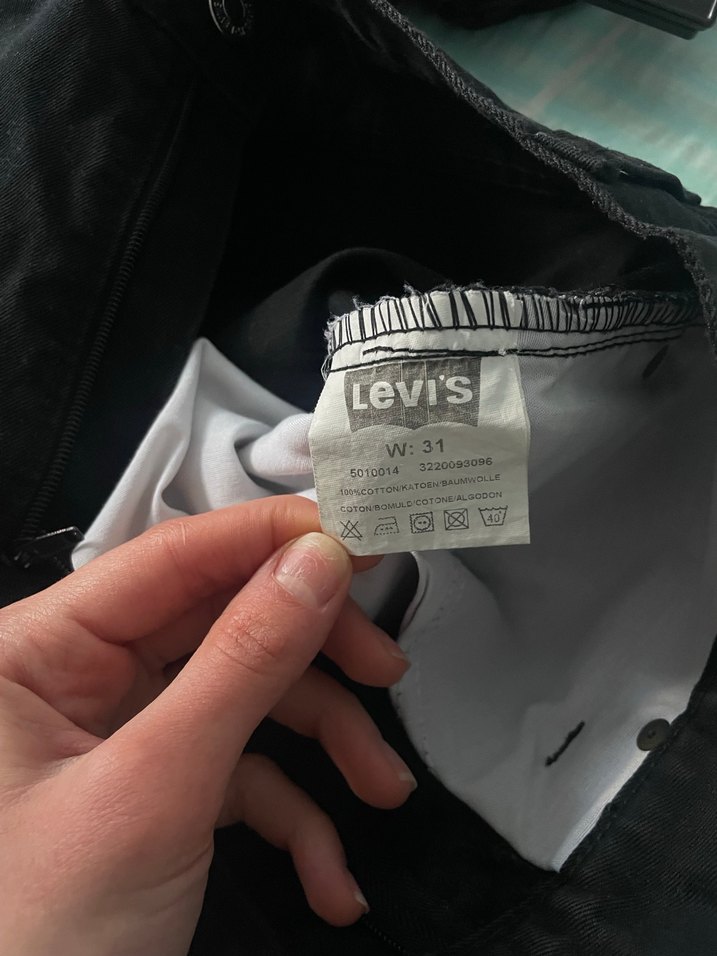 Levi's
W: 31
5010014 3220093096
100%COTTON/KATOEN/BAUMWOLLE
COTON/BOMULD/COTONE/ALGODON
40